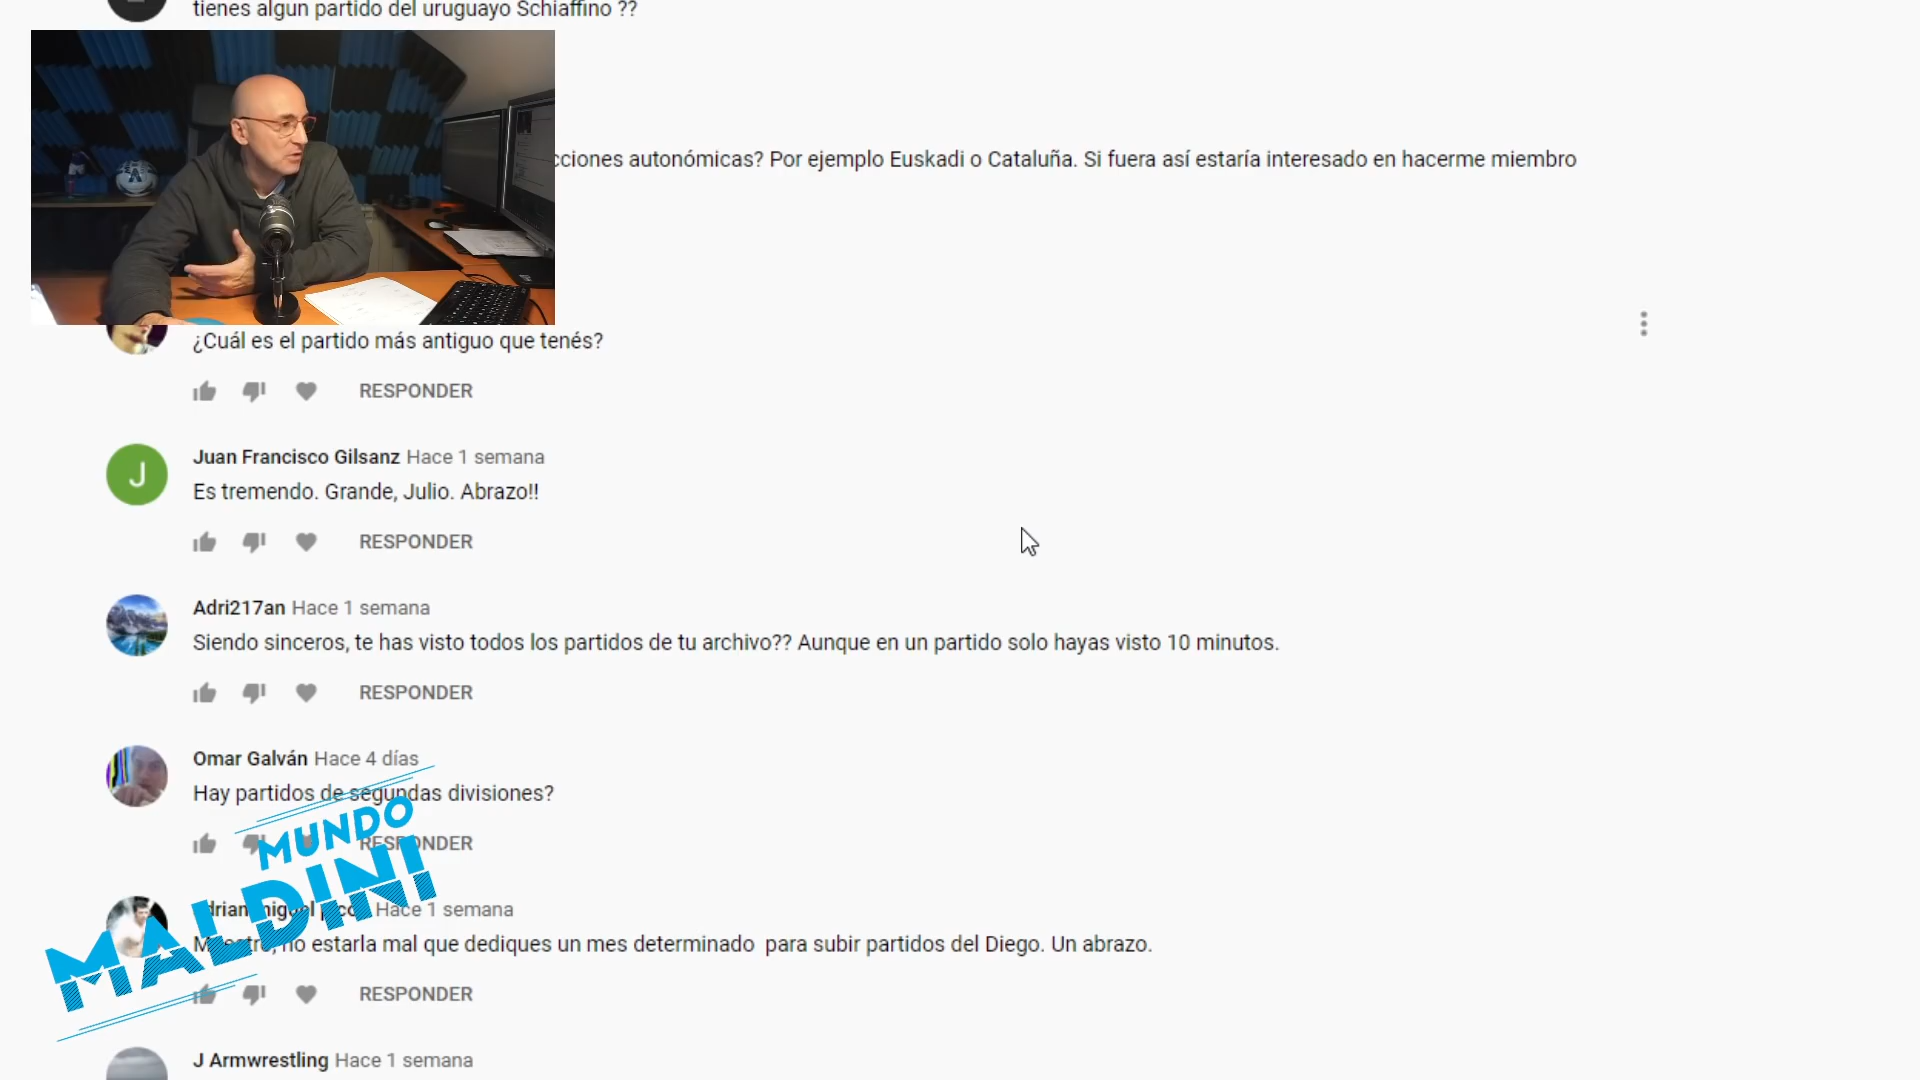 tienes algun partido del uruguayo Schiaffino ??
cciones autonómicas? Por ejemplo Euskadi o Cataluña. Si fuera así estaría interesado en hacerme miembro
¿Cuál es el partido más antiguo que tenés?
RESPONDER
J
Juan Francisco Gilsanz Hace 1 semana
Es tremendo. Grande, Julio. Abrazo!!
RESPONDER
Adri217an Hace 1 semana
Siendo sinceros, te has visto todos los partidos de tu archivo?? Aunque en un partido solo hayas visto 10 minutos.
RESPONDER
Omar Galván Hace 4 días
Hay partidos de segundas divisiones?
RESPONDER
MUNDO
MALDINI
Hace 1 semana
no estarla mal que dediques un mes determinado para subir partidos del Diego. Un abrazo.
RESPONDER
J Armwrestling Hace 1 semana